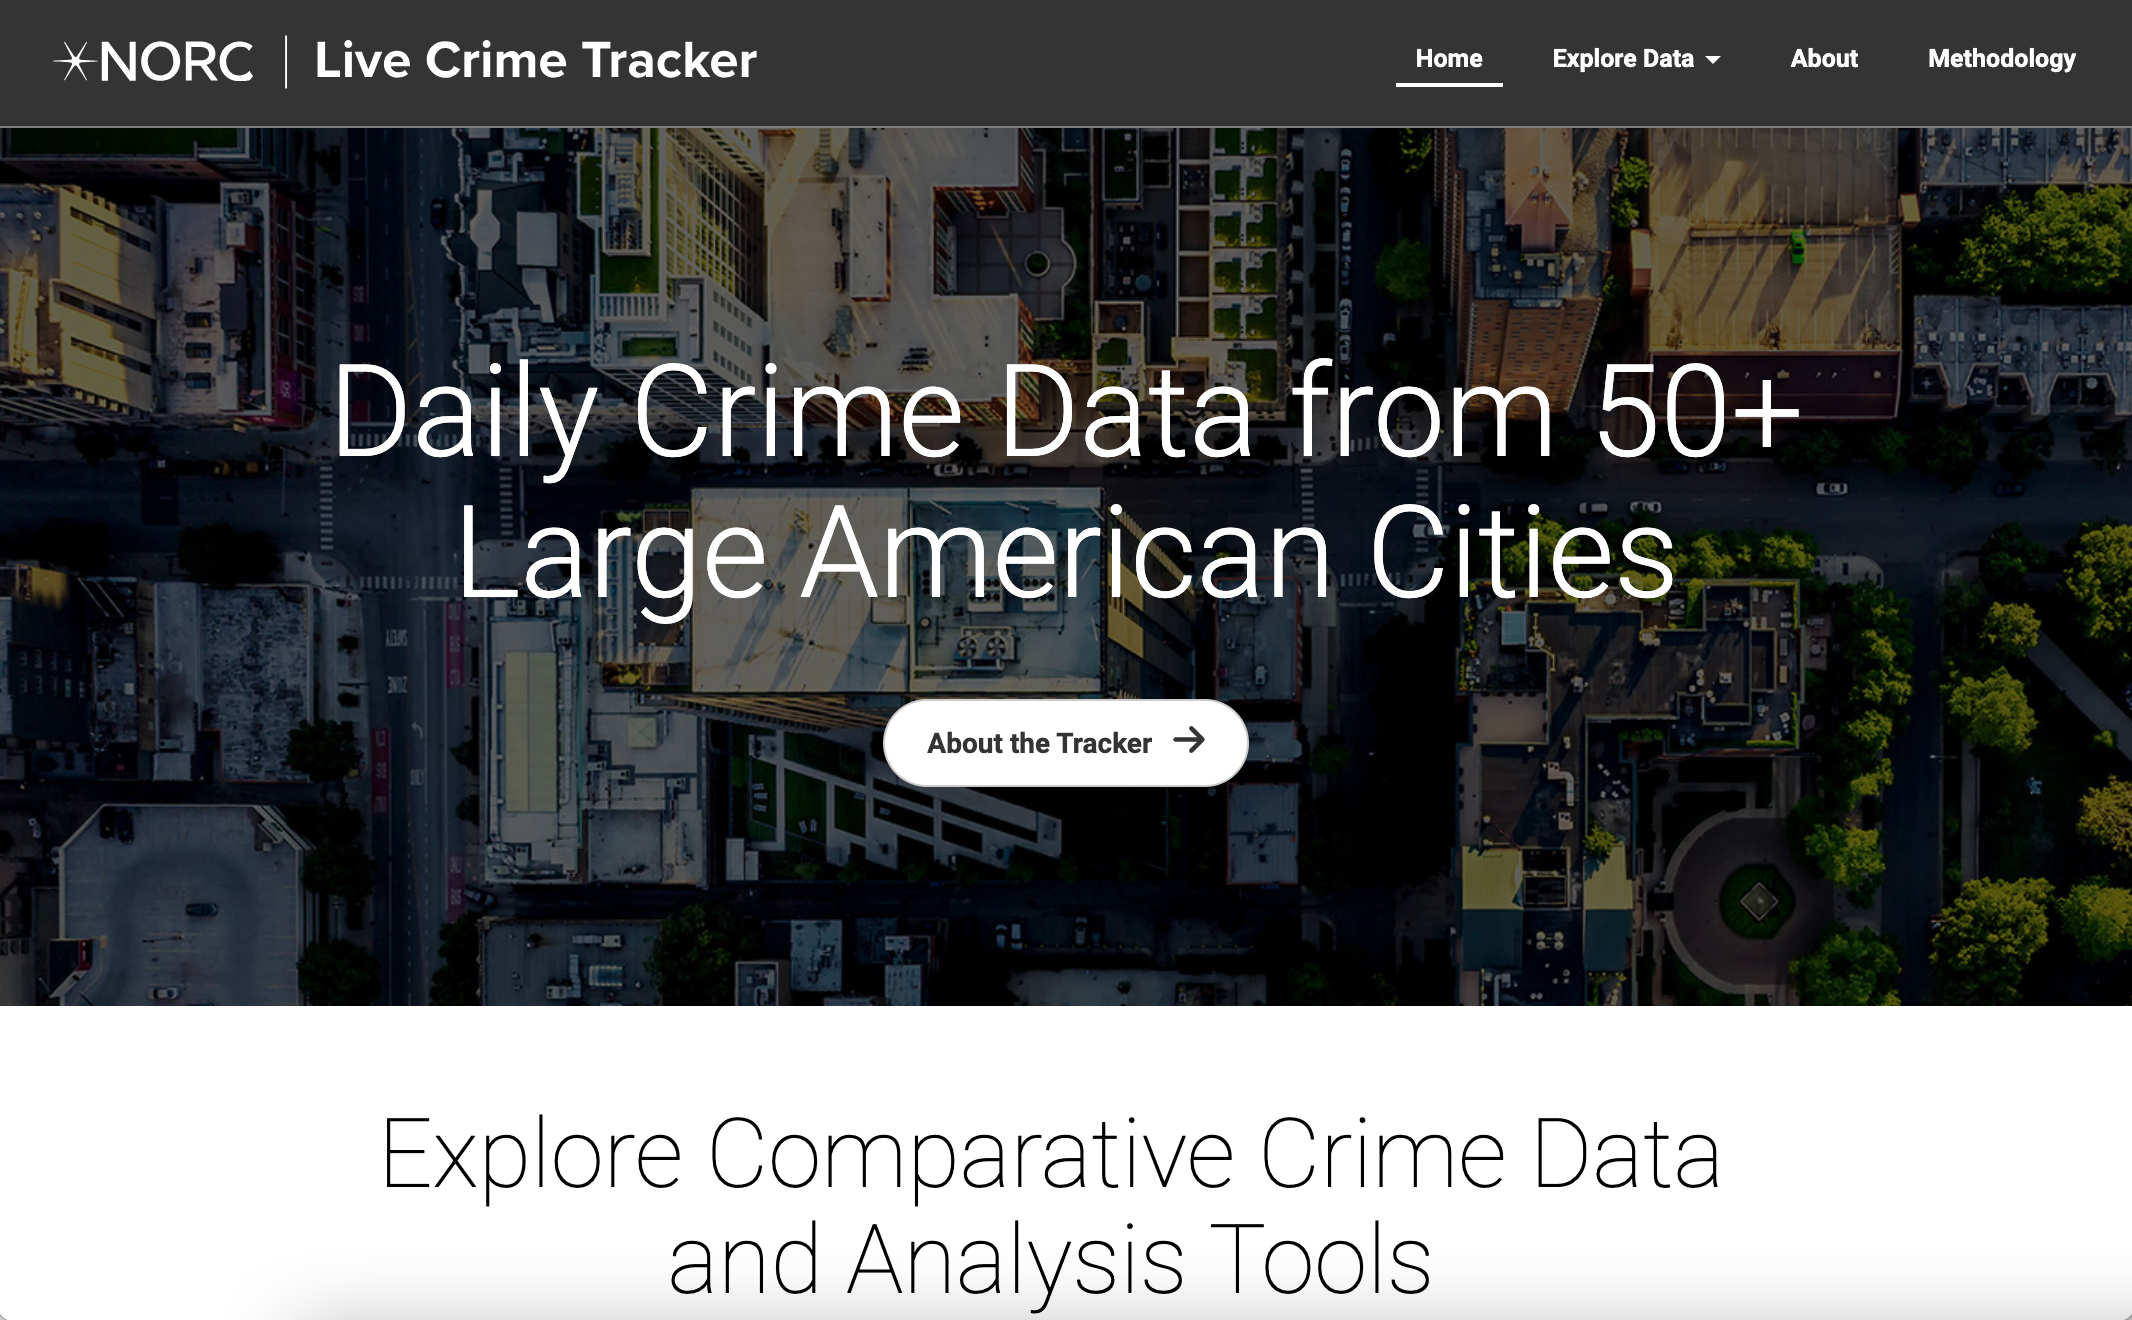 NORC | Live Crime Tracker
Home
Explore Data
About
Methodology
Daily Crime Data from 50+
Large American Cities
About the Tracker →
Explore Comparative Crime Data
and Analysis Tools